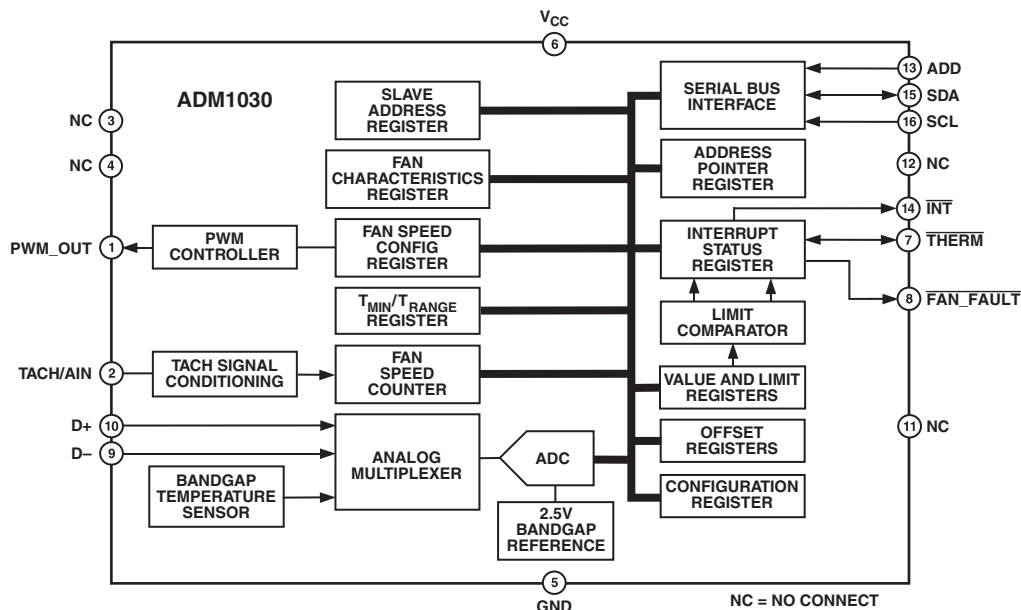 VCC
6
ADM1030
NC 3
NC 4
PWM_OUT 1
TACH/AIN 2
D+ 10
D– 9
PWM
CONTROLLER
TACH SIGNAL
CONDITIONING
BANDGAP
TEMPERATURE
SENSOR
SLAVE
ADDRESS
REGISTER
FAN
CHARACTERISTICS
REGISTER
FAN SPEED
CONFIG
REGISTER
TMIN/TRANGE
REGISTER
FAN
SPEED
COUNTER
ANALOG
MULTIPLEXER
ADC
2.5V
BANDGAP
REFERENCE
SERIAL BUS
INTERFACE
ADDRESS
POINTER
REGISTER
INTERRUPT
STATUS
REGISTER
LIMIT
COMPARATOR
VALUE AND LIMIT
REGISTERS
OFFSET
REGISTERS
CONFIGURATION
REGISTER
13 ADD
15 SDA
16 SCL
12 NC
14 INT
7 THERM
8 FAN_FAULT
11 NC
5
GND
NC = NO CONNECT